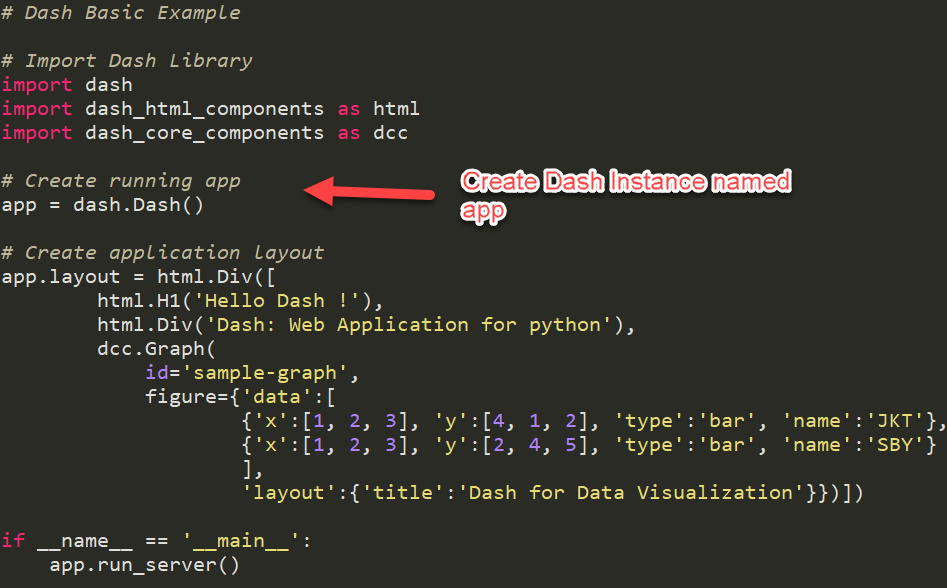 # Dash Basic Example
# Import Dash Library
import dash
import dash_html_components as html
import dash_core_components as dcc
# Create running app
app = dash.Dash()
Create Dash Instance named
app
# Create application layout
app.layout = html.Div([
        html.H1('Hello Dash !'),
        html.Div('Dash: Web Application for python'),
        dcc.Graph(
            id='sample-graph',
            figure={'data':[
                    {'x':[1, 2, 3], 'y':[4, 1, 2], 'type':'bar', 'name':'JKT'},
                    {'x':[1, 2, 3], 'y':[2, 4, 5], 'type':'bar', 'name':'SBY'}
                    ],
                    'layout':{'title':'Dash for Data Visualization'}})])
if __name__ == '__main__':
    app.run_server()